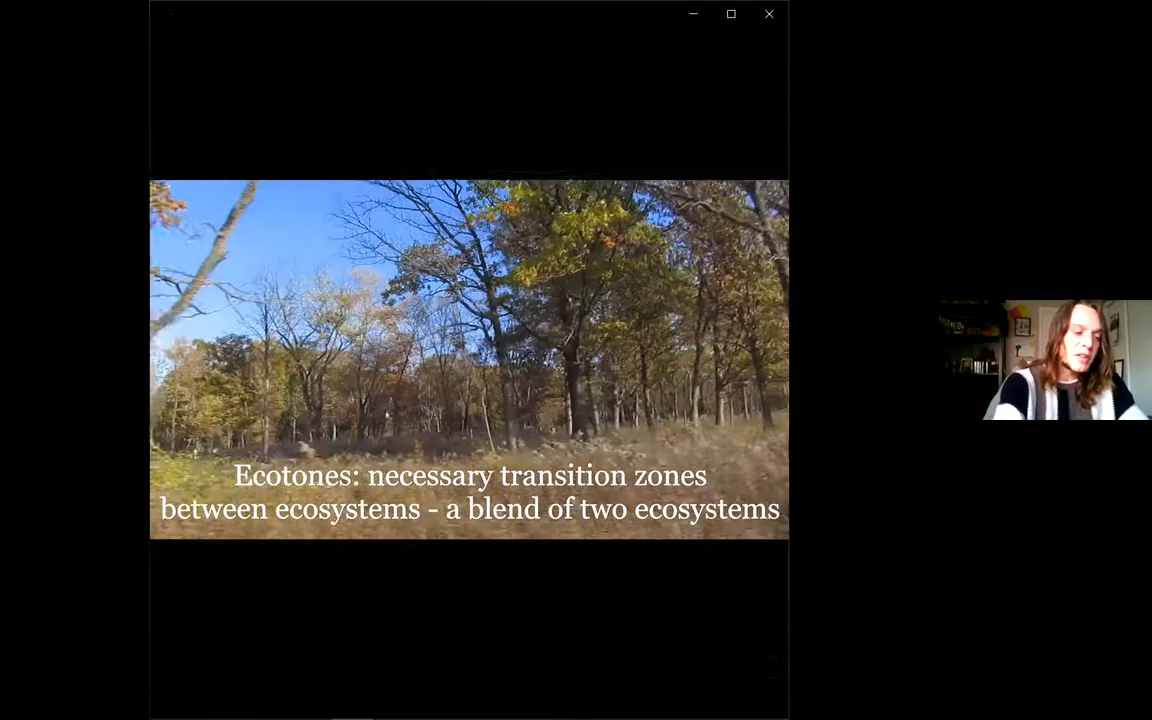 Ecotones: necessary transition zones
between ecosystems - a blend of two ecosystems